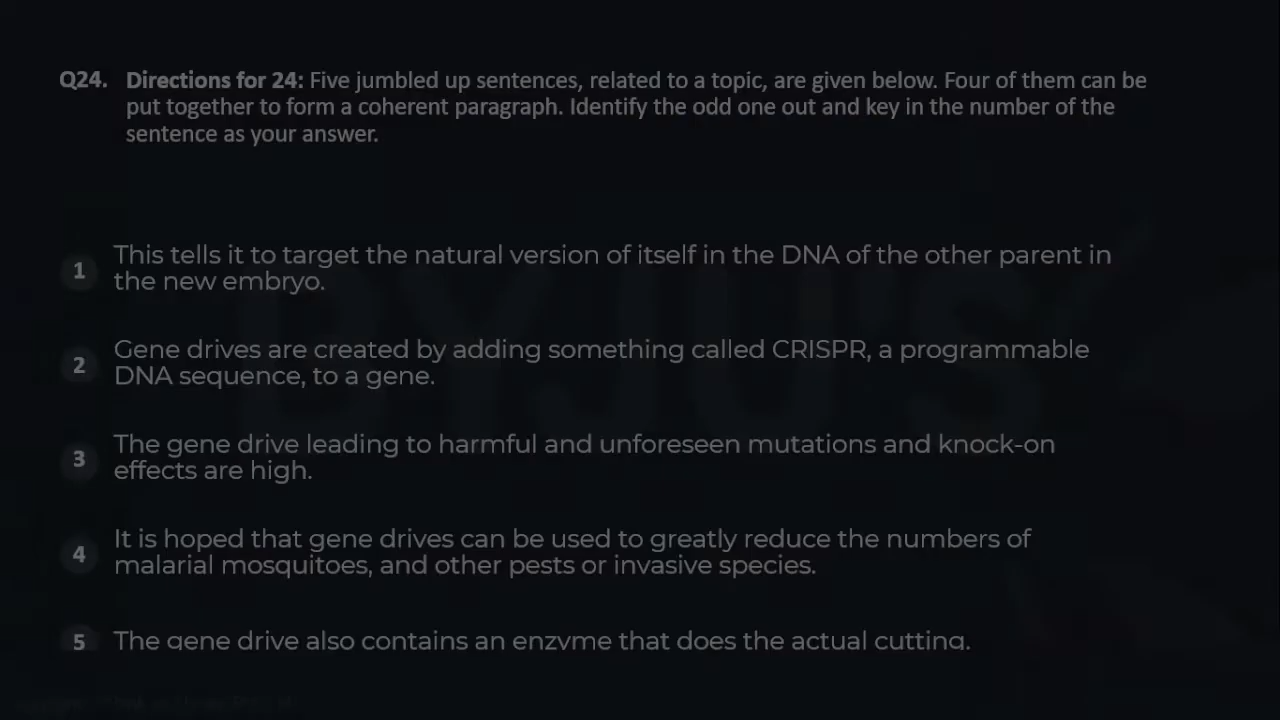 Q24. Directions for 24: Five jumbled up sentences, related to a topic, are given below. Four of them can be
put together to form a coherent paragraph. Identify the odd one out and key in the number of the
sentence as your answer.
1 This tells it to target the natural version of itself in the DNA of the other parent in
the new embryo.
2 Gene drives are created by adding something called CRISPR, a programmable
DNA sequence, to a gene.
3 The gene drive leading to harmful and unforeseen mutations and knock-on
effects are high.
4 It is hoped that gene drives can be used to greatly reduce the numbers of
malarial mosquitoes, and other pests or invasive species.
5 The gene drive also contains an enzyme that does the actual cutting.
BYJU'S